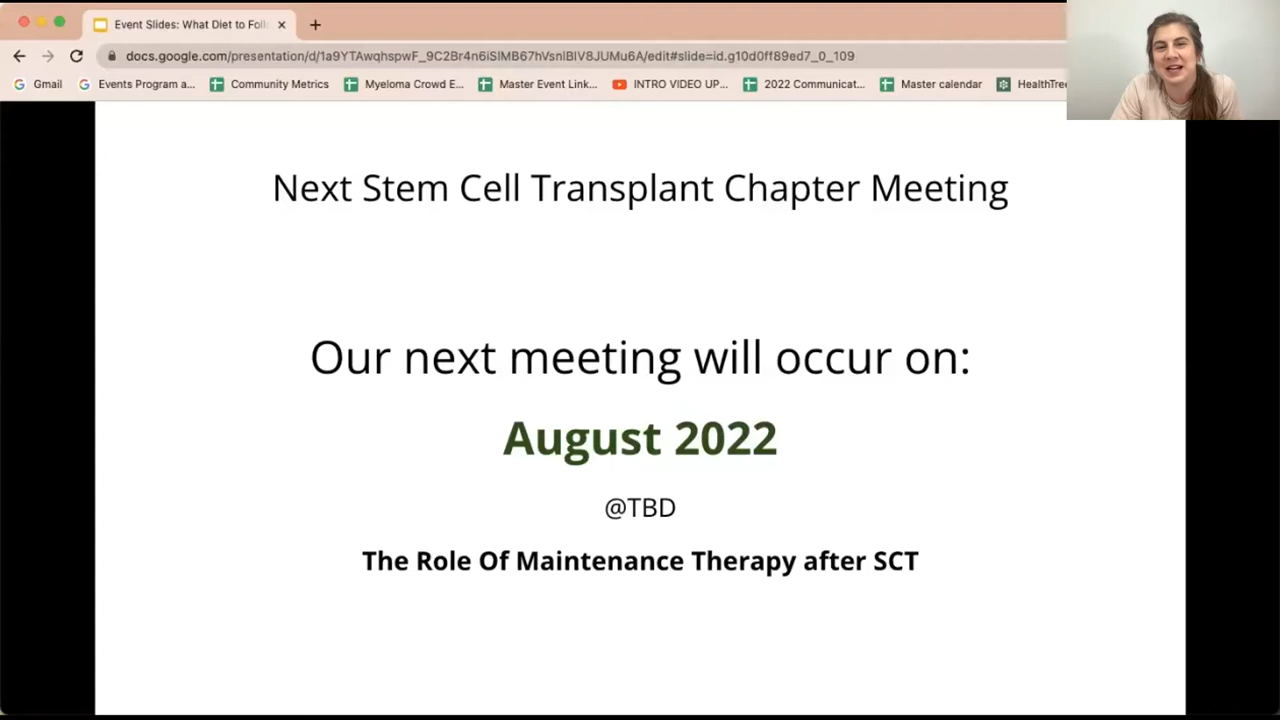 Event Slides: What Diet to Foll
docs.google.com/presentation/d/1a9YTAwqhspwF_9C2Br4n6iSlMB67hVsnlBIV8JUMu6A/edit#slide=id.g10d0ff89ed7_0_109
Gmail Events Program a... Community Metrics Myeloma Crowd E... Master Event Link... INTRO VIDEO UP... 2022 Communicat... Master calendar HealthTree
Next Stem Cell Transplant Chapter Meeting
Our next meeting will occur on:
August 2022
@TBD
The Role Of Maintenance Therapy after SCT